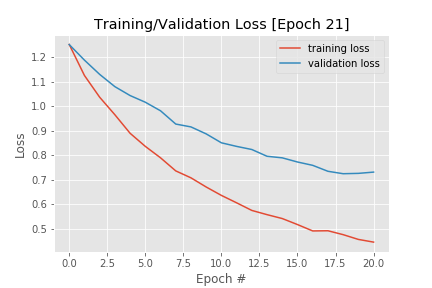 Training/Validation Loss [Epoch 21]
training loss
validation loss
Loss
1.2
1.1
1.0
0.9
0.8
0.7
0.6
0.5
0.0 2.5 5.0 7.5 10.0 12.5 15.0 17.5 20.0
Epoch #